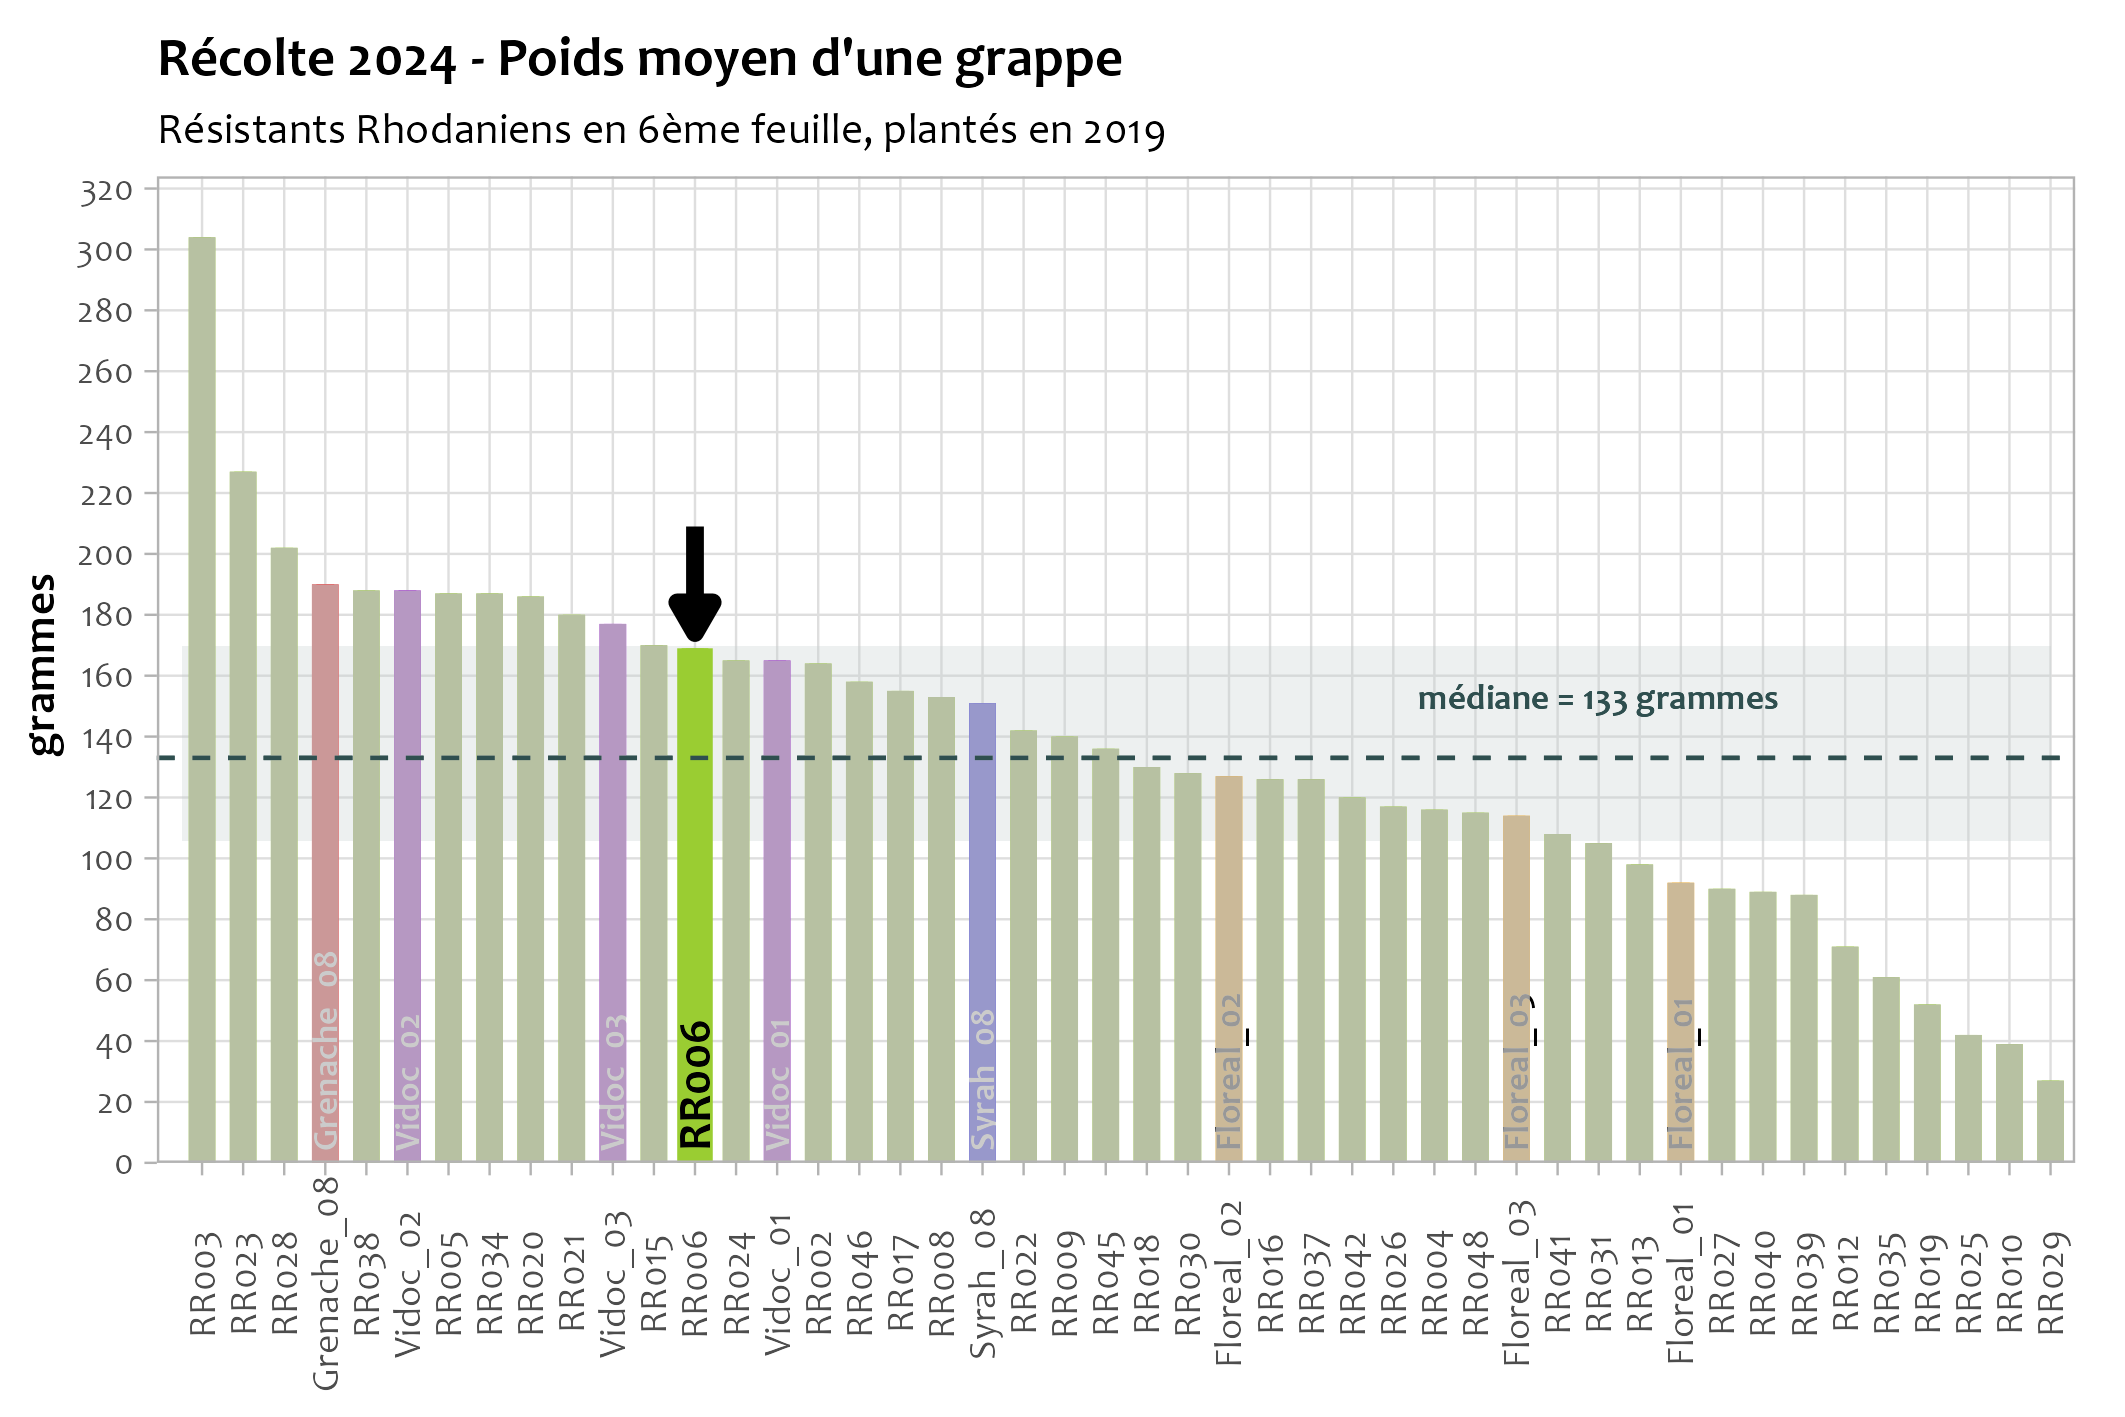 Récolte 2024 - Poids moyen d'une grappe
Résistants Rhodaniens en 6ème feuille, plantés en 2019
grammes
320
300
280
260
240
220
200
180
160
140
120
100
80
60
40
20
0
médiane = 133 grammes
Grenache_08
Vidoc_02
Vidoc_03
RR006
Vidoc_01
Syrah_08
Floreal_02
Floreal_03
Floreal_01
RR003
RR023
RR028
Grenache_08
RR038
Vidoc_02
RR005
RR034
RR020
RR021
Vidoc_03
RR015
RR006
RR024
Vidoc_01
RR002
RR046
RR017
RR008
Syrah_08
RR022
RR009
RR045
RR018
RR030
Floreal_02
RR016
RR037
RR042
RR026
RR004
RR048
Floreal_03
RR041
RR031
RR013
Floreal_01
RR027
RR040
RR039
RR012
RR035
RR019
RR025
RR010
RR029